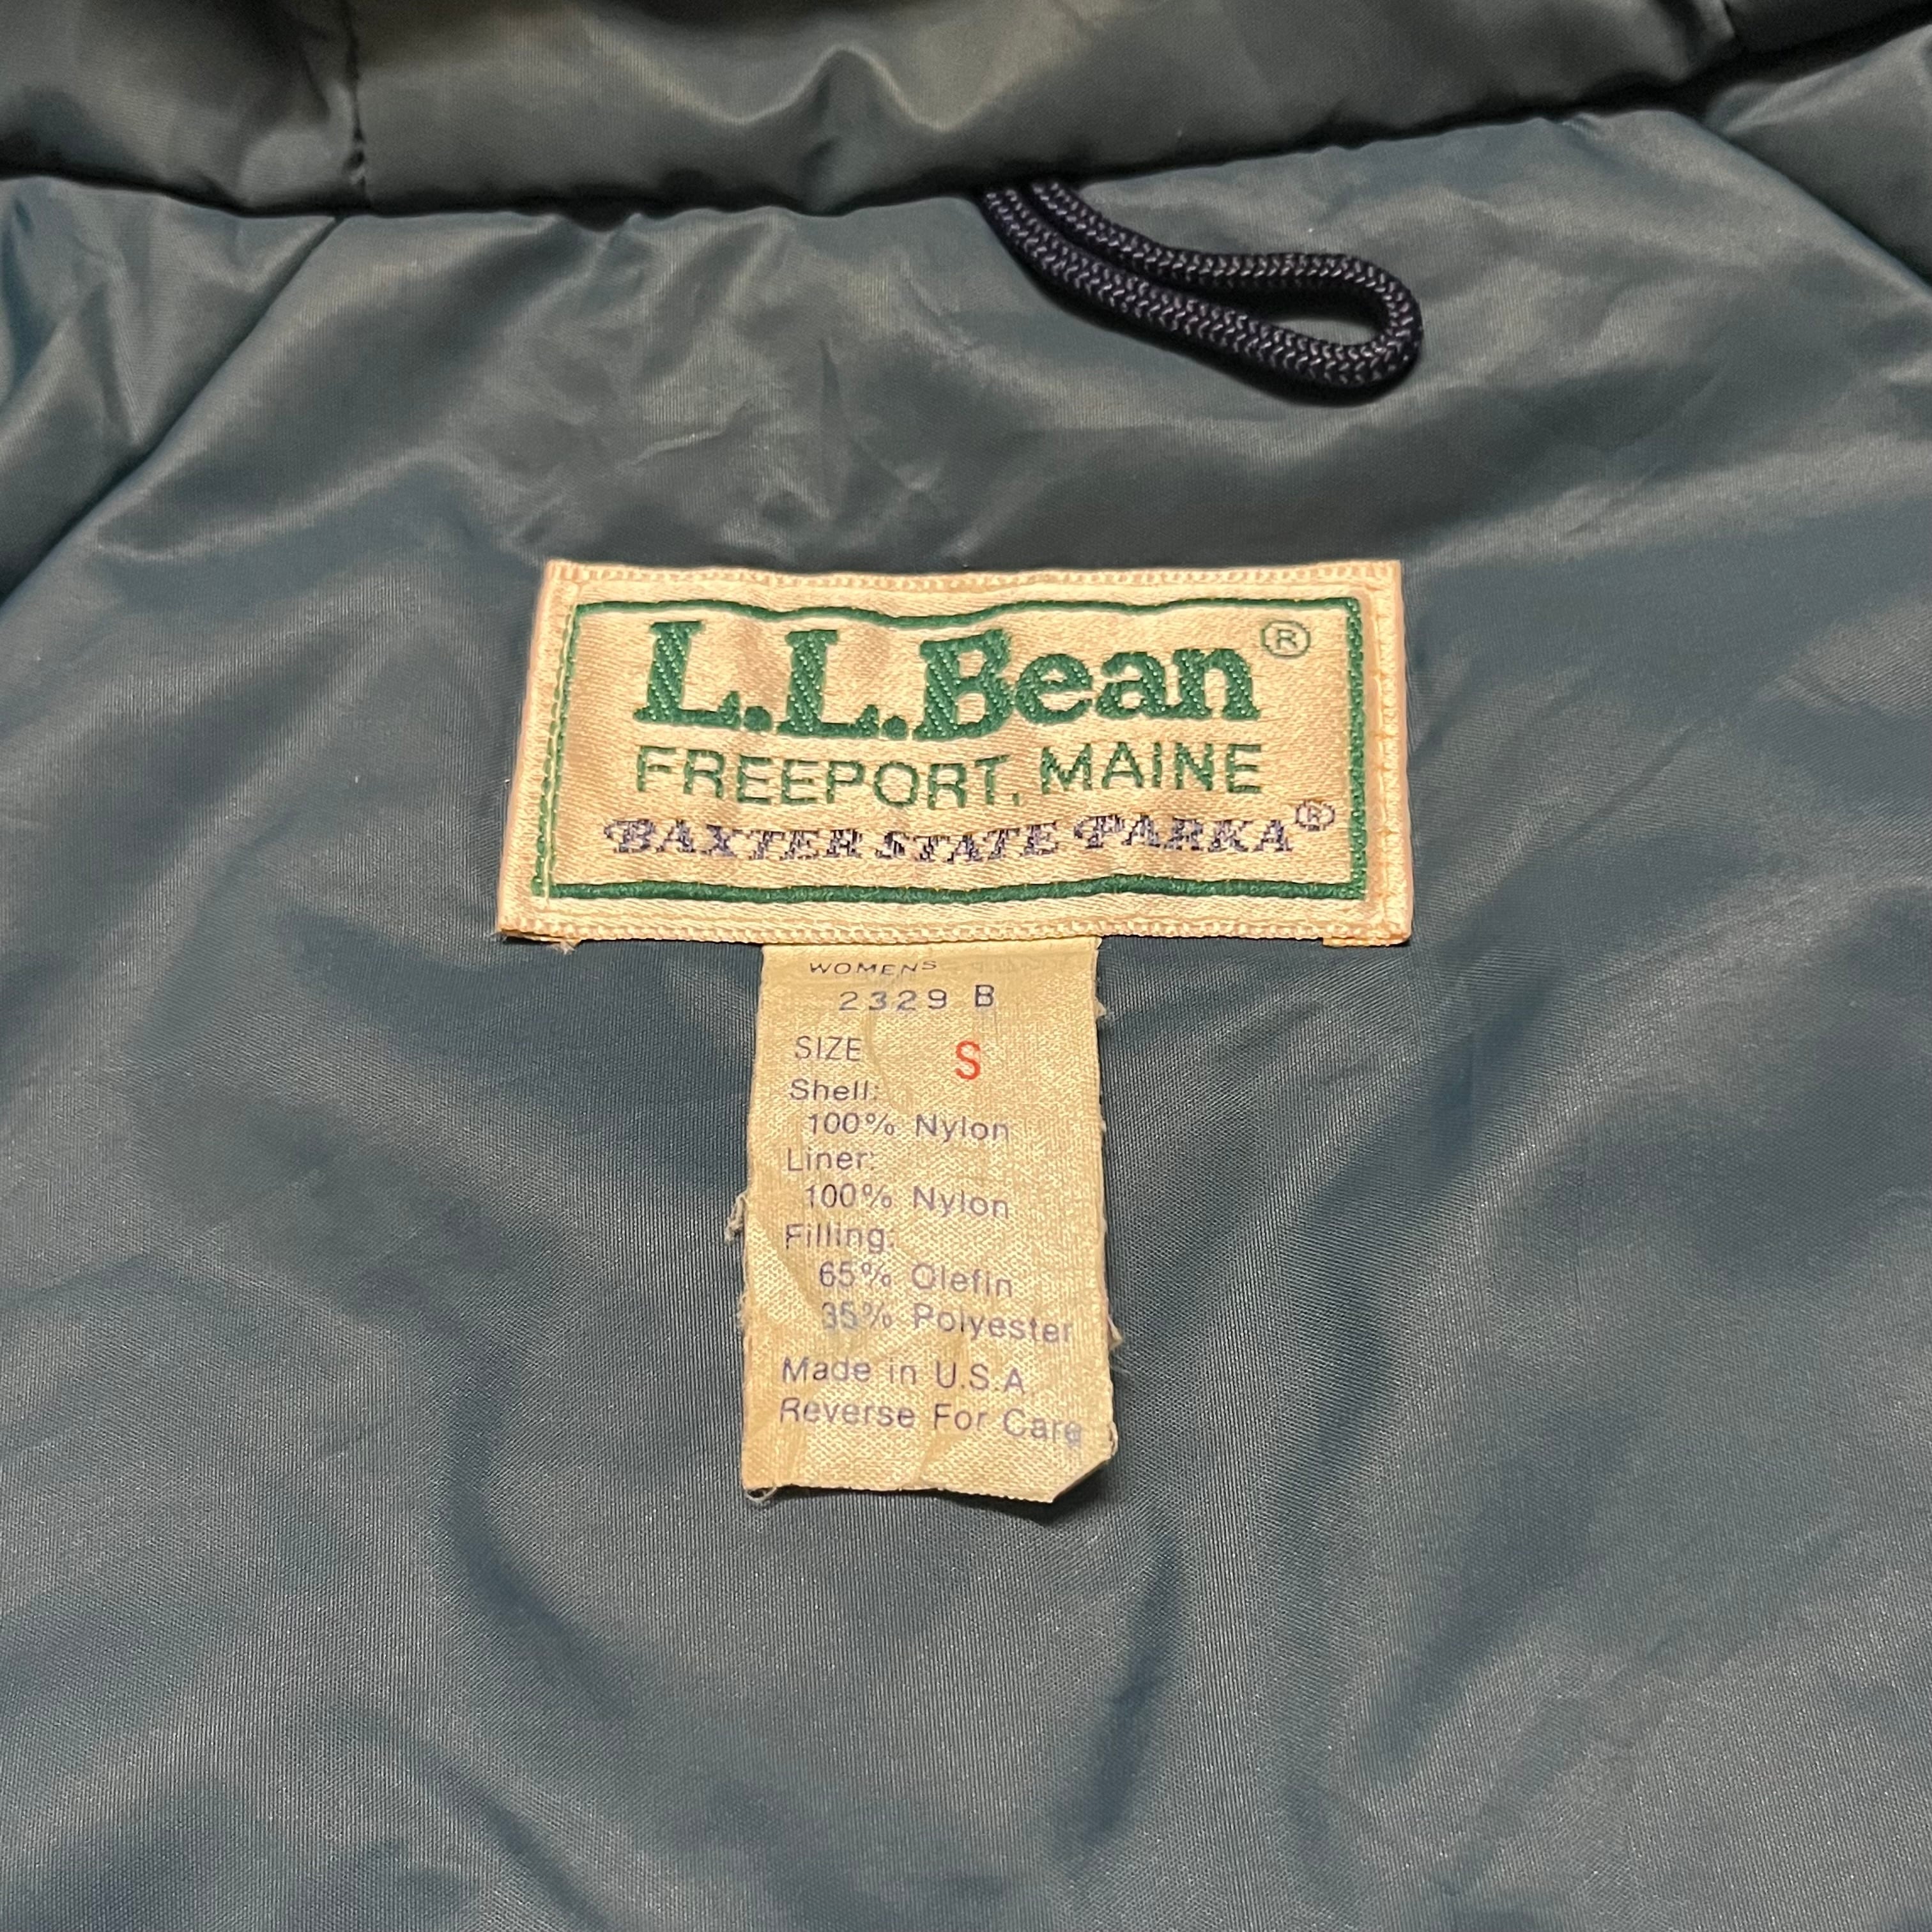 L.L.Bean®
FREEPORT, MAINE
BAXTER STATE PARKA®
WOMENS
2329 B
SIZE S
Shell:
100% Nylon
Liner:
100% Nylon
Filling:
65% Olefin
35% Polyester
Made in U.S.A
Reverse For Care